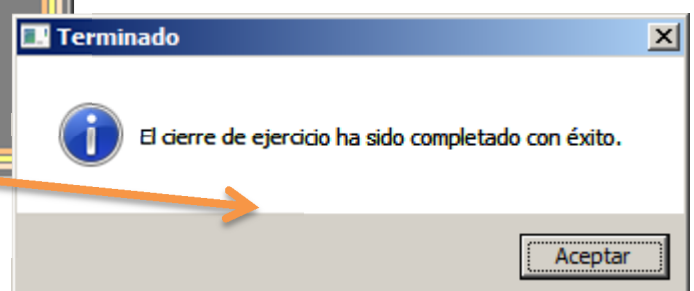 Terminado
El cierre de ejercicio ha sido completado con éxito.
Aceptar